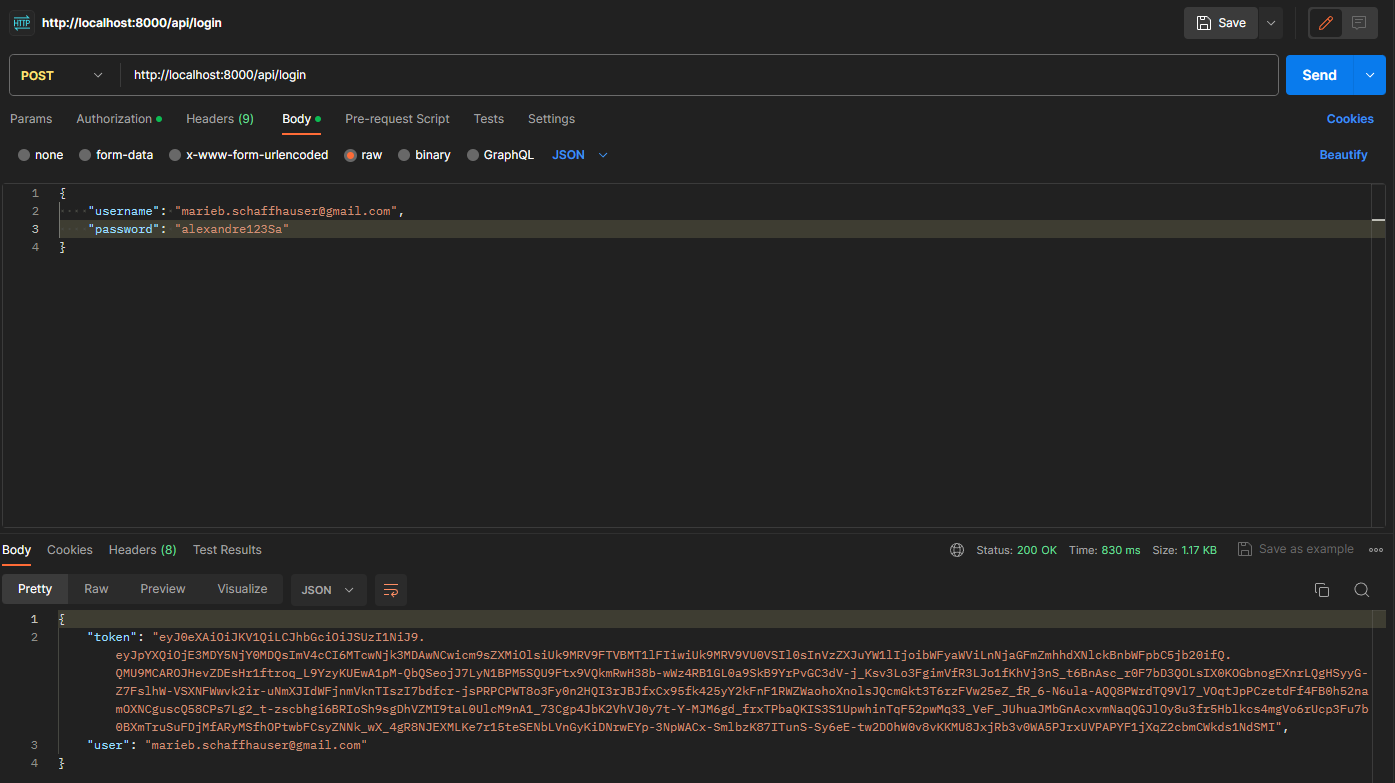 HTTP http://localhost:8000/api/login Save
POST http://localhost:8000/api/login Send
Params Authorization Headers (9) Body Pre-request Script Tests Settings Cookies
none form-data x-www-form-urlencoded raw binary GraphQL JSON Beautify
1 {
2 "username": "marieb.schaffhauser@gmail.com",
3 "password": "alexandre123Sa"
4 }
Body Cookies Headers (8) Test Results Status: 200 OK Time: 830 ms Size: 1.17 KB Save as example
Pretty Raw Preview Visualize JSON
1 {
2 "token": "eyJ0eXAiOiJKV1QiLCJhbGciOiJSUzI1NiJ9.
eyJpYXQiOjE3MDY5NjY0MDQsImV4cCI6MTcwNjk3MDAwNCwicm9sZXMiOlsiUk9MRV9FTVBMT1lFIiwiUk9MRV9VU0VSIl0sInVzZXJuYW1lIjoibWFyaWViLnNjaGFmZmhhdXNlckBnbWFpbC5jb20ifQ.
"user": "marieb.schaffhauser@gmail.com"
4 }